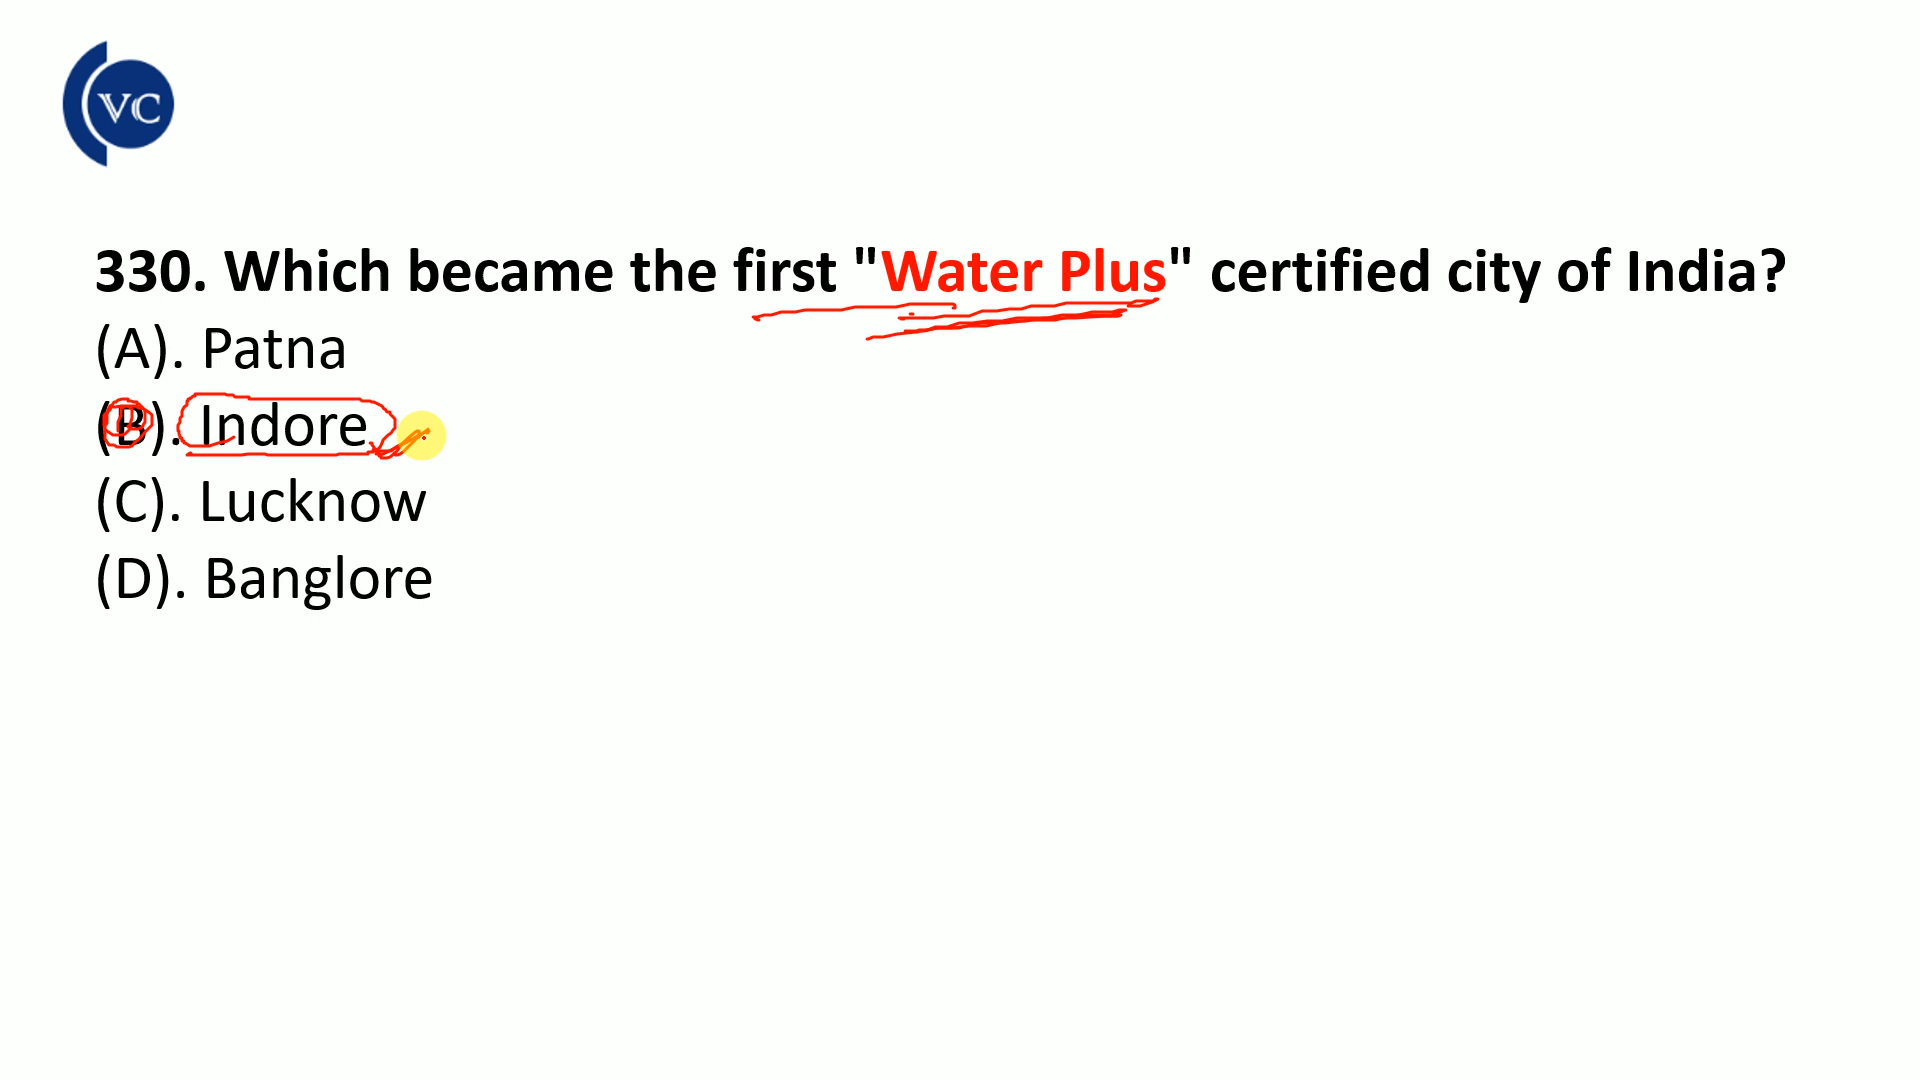 VC
330. Which became the first "Water Plus" certified city of India?
(A). Patna
(B). Indore
(C). Lucknow
(D). Banglore